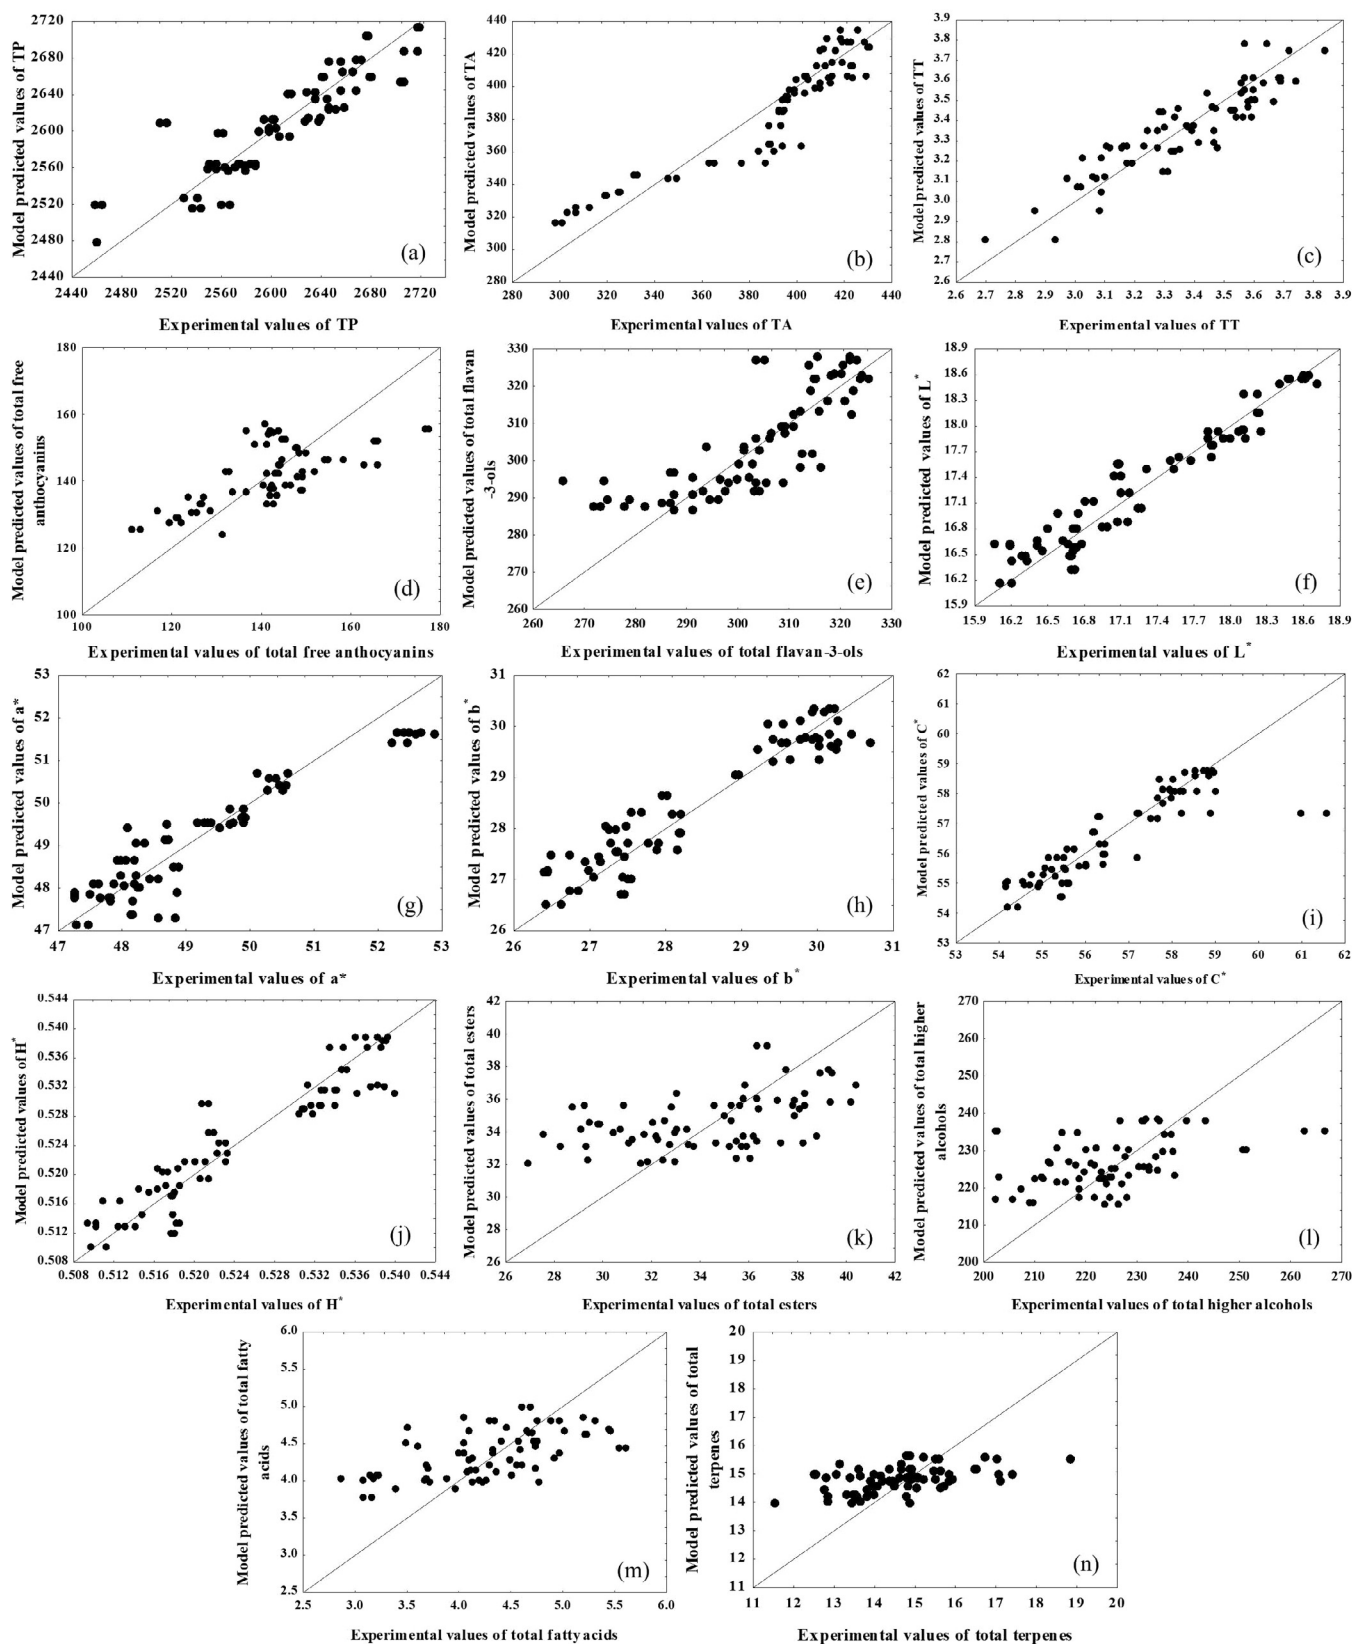 Model predicted values of TP
2720
2680
2640
2600
2560
2520
2480
2440
(a)
2440 2480 2520 2560 2600 2640 2680 2720
Experimental values of TP
Model predicted values of TA
440
420
400
380
360
340
320
300
280
(b)
280 300 320 340 360 380 400 420 440
Experimental values of TA
Model predicted values of TT
3.9
3.8
3.7
3.6
3.5
3.4
3.3
3.2
3.1
3.0
2.9
2.8
2.7
2.6
(c)
2.6 2.7 2.8 2.9 3.0 3.1 3.2 3.3 3.4 3.5 3.6 3.7 3.8 3.9
Experimental values of TT
Model predicted values of total free
anthocyanins
180
160
140
120
100
(d)
100 120 140 160 180
Experimental values of total free anthocyanins
Model predicted values of total flavan
-3-ols
330
320
310
300
290
280
270
260
(e)
260 270 280 290 300 310 320 330
Experimental values of total flavan-3-ols
Model predicted values of L*
18.9
18.6
18.3
18.0
17.7
17.4
17.1
16.8
16.5
16.2
15.9
(f)
15.9 16.2 16.5 16.8 17.1 17.4 17.7 18.0 18.3 18.6 18.9
Experimental values of L*
Model predicted values of a*
53
52
51
50
49
48
47
(g)
47 48 49 50 51 52 53
Experimental values of a*
Model predicted values of b*
31
30
29
28
27
26
(h)
26 27 28 29 30 31
Experimental values of b*
Model predicted values of C*
62
61
60
59
58
57
56
55
54
53
(i)
53 54 55 56 57 58 59 60 61 62
Experimental values of C*
Model predicted values of H*
0.544
0.540
0.536
0.532
0.528
0.524
0.520
0.516
0.512
0.508
(j)
0.508 0.512 0.516 0.520 0.524 0.528 0.532 0.536 0.540 0.544
Experimental values of H*
Model predicted values of total esters
42
40
38
36
34
32
30
28
26
(k)
26 28 30 32 34 36 38 40 42
Experimental values of total esters
Model predicted values of total higher
alcohols
270
260
250
240
230
220
210
200
(l)
200 210 220 230 240 250 260 270
Experimental values of total higher alcohols
Model predicted values of total fatty
acids
6.0
5.5
5.0
4.5
4.0
3.5
3.0
2.5
(m)
2.5 3.0 3.5 4.0 4.5 5.0 5.5 6.0
Experimental values of total fatty acids
Model predicted values of total
terpenes
20
19
18
17
16
15
14
13
12
11
(n)
11 12 13 14 15 16 17 18 19 20
Experimental values of total terpenes